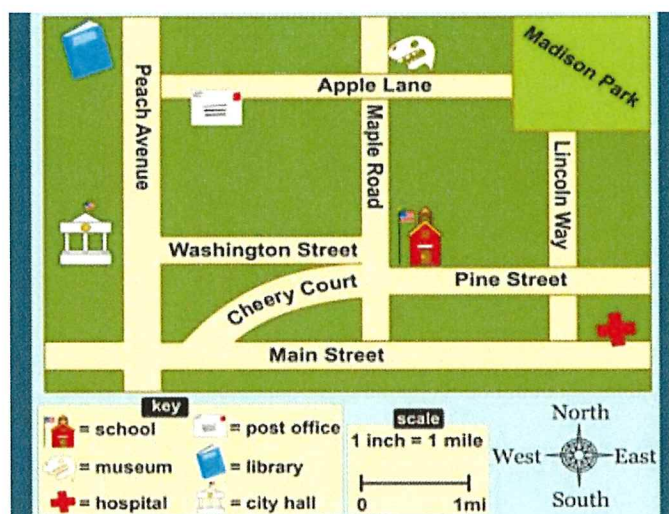 Madison Park
Apple Lane
Peach Avenue
Maple Road
Lincoln Way
Washington Street
Cheery Court
Pine Street
Main Street
key
= school
= post office
= museum
= library
= hospital
= city hall
scale
1 inch = 1 mile
0 1mi
North
West East
South